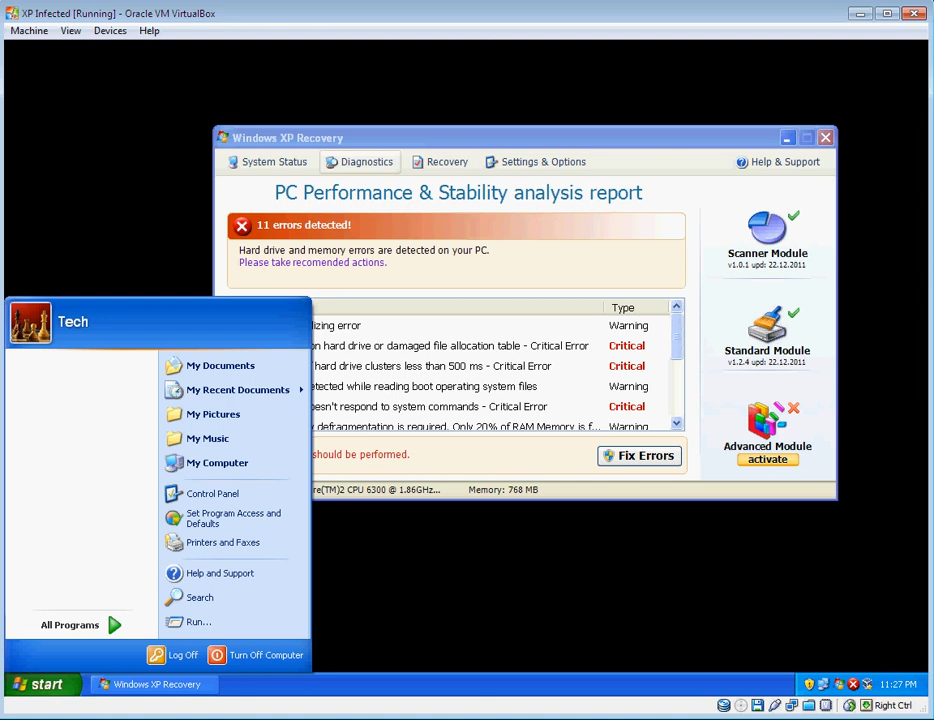 XP Infected [Running] - Oracle VM VirtualBox
Machine View Devices Help
Windows XP Recovery
System Status Diagnostics Recovery Settings & Options Help & Support
PC Performance & Stability analysis report
11 errors detected!
Hard drive and memory errors are detected on your PC.
Please take recomended actions.
Type
lizing error Warning
on hard drive or damaged file allocation table - Critical Error Critical
hard drive clusters less than 500 ms - Critical Error Critical
etected while reading boot operating system files Warning
esn't respond to system commands - Critical Error Critical
defragmentation is required. Only 20% of RAM Memory is f... Warning
should be performed.
Fix Errors
re(TM)2 CPU 6300 @ 1.86GHz... Memory: 768 MB
Scanner Module
v1.0.1 upd: 22.12.2011
Standard Module
v1.2.4 upd: 22.12.2011
Advanced Module
activate
Tech
My Documents
My Recent Documents
My Pictures
My Music
My Computer
Control Panel
Set Program Access and
Defaults
Printers and Faxes
Help and Support
Search
Run...
All Programs
Log Off Turn Off Computer
start Windows XP Recovery 11:27 PM
Right Ctrl